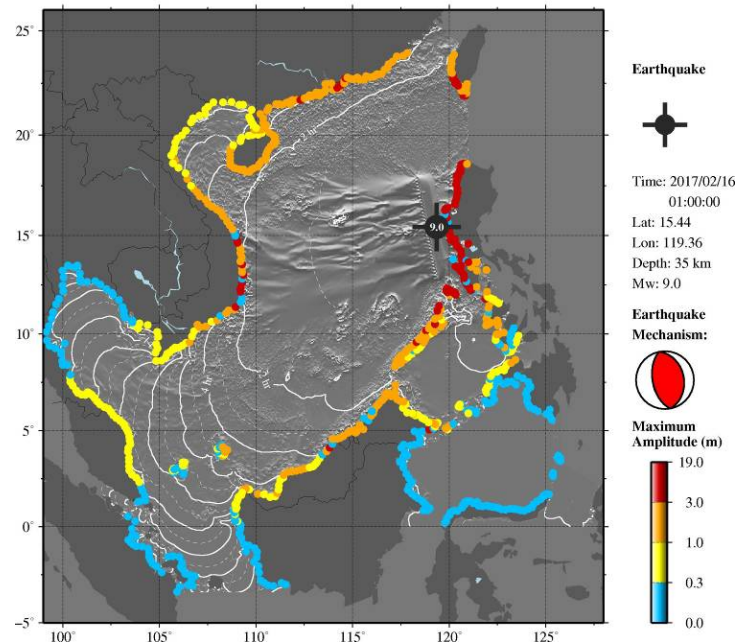 25°
20°
15°
10°
5°
0°
−5°
100°
105°
110°
115°
120°
125°
9.0
Earthquake
Time: 2017/02/16
01:00:00
Lat: 15.44
Lon: 119.36
Depth: 35 km
Mw: 9.0
Earthquake
Mechanism:
Maximum
Amplitude (m)
19.0
3.0
1.0
0.3
0.0